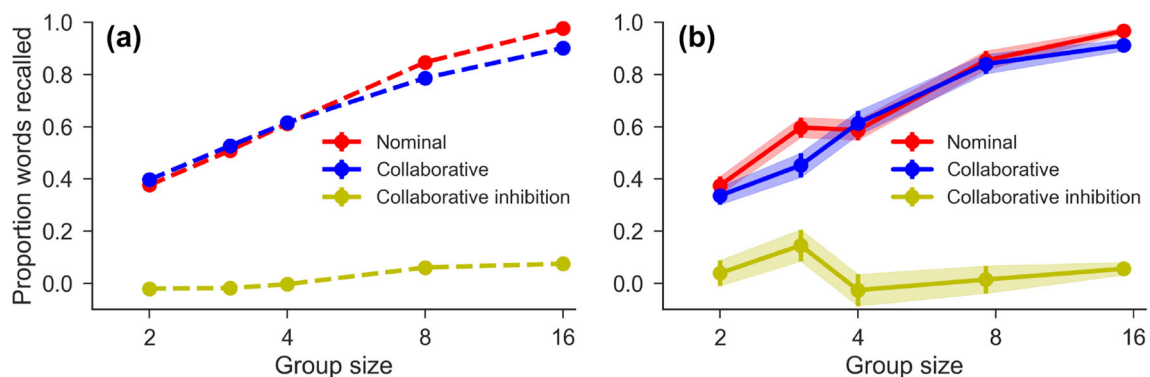 (a)
Proportion words recalled
1.0
0.8
0.6
0.4
0.2
0.0
Nominal
Collaborative
Collaborative inhibition
2
4
8
16
Group size
(b)
1.0
0.8
0.6
0.4
0.2
0.0
Nominal
Collaborative
Collaborative inhibition
2
4
8
16
Group size